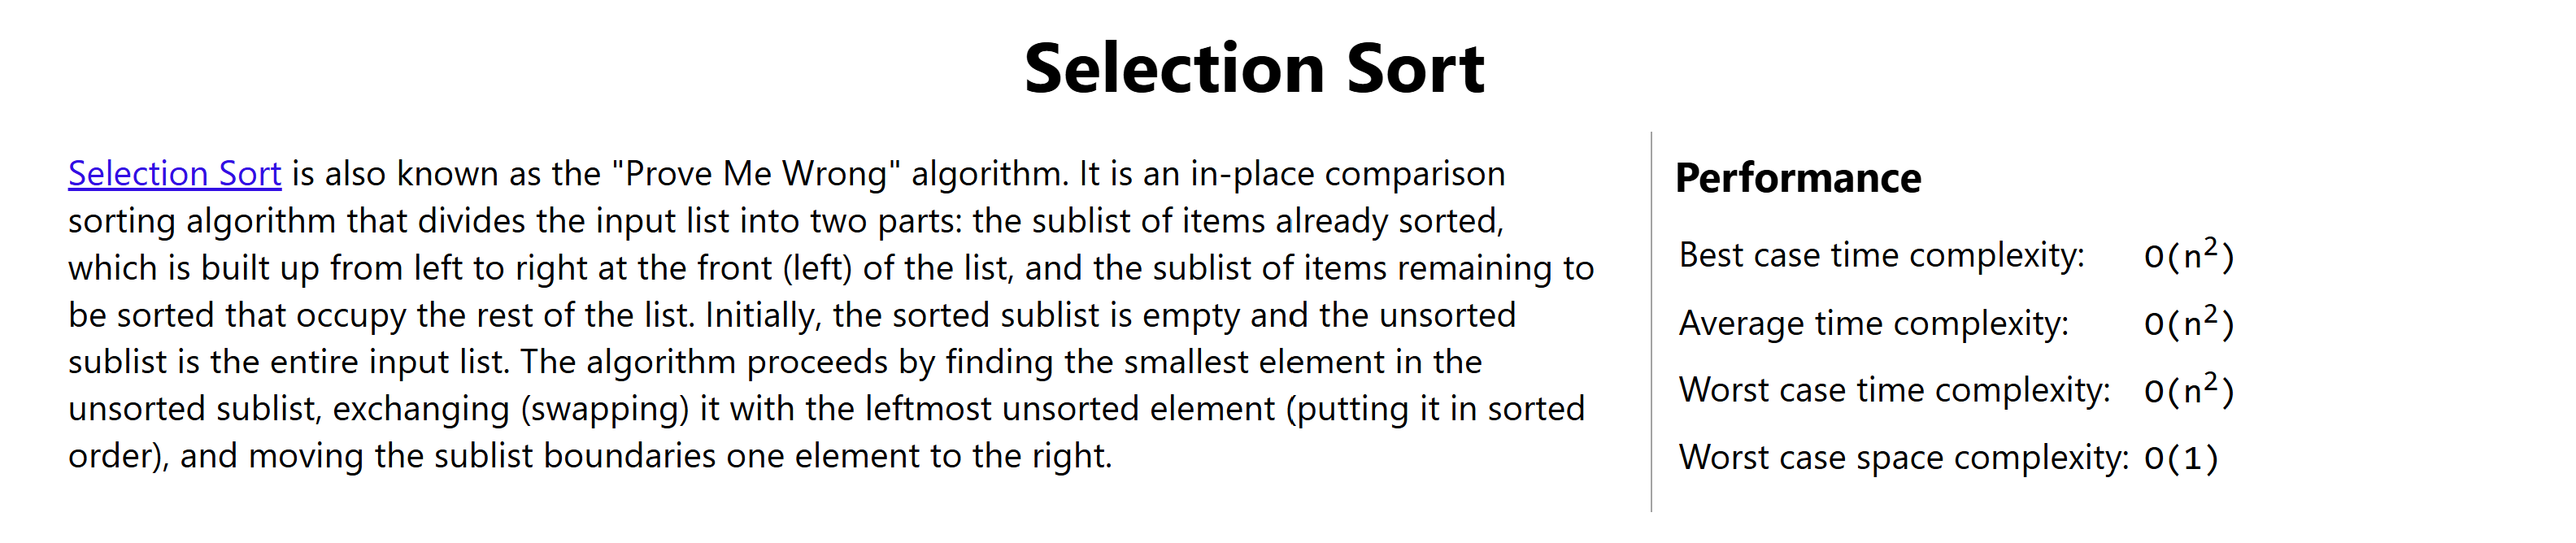 Selection Sort
Selection Sort is also known as the "Prove Me Wrong" algorithm. It is an in-place comparison
sorting algorithm that divides the input list into two parts: the sublist of items already sorted,
which is built up from left to right at the front (left) of the list, and the sublist of items remaining to
be sorted that occupy the rest of the list. Initially, the sorted sublist is empty and the unsorted
sublist is the entire input list. The algorithm proceeds by finding the smallest element in the
unsorted sublist, exchanging (swapping) it with the leftmost unsorted element (putting it in sorted
order), and moving the sublist boundaries one element to the right.
Performance
Best case time complexity: O(n²)
Average time complexity: O(n²)
Worst case time complexity: O(n²)
Worst case space complexity: O(1)